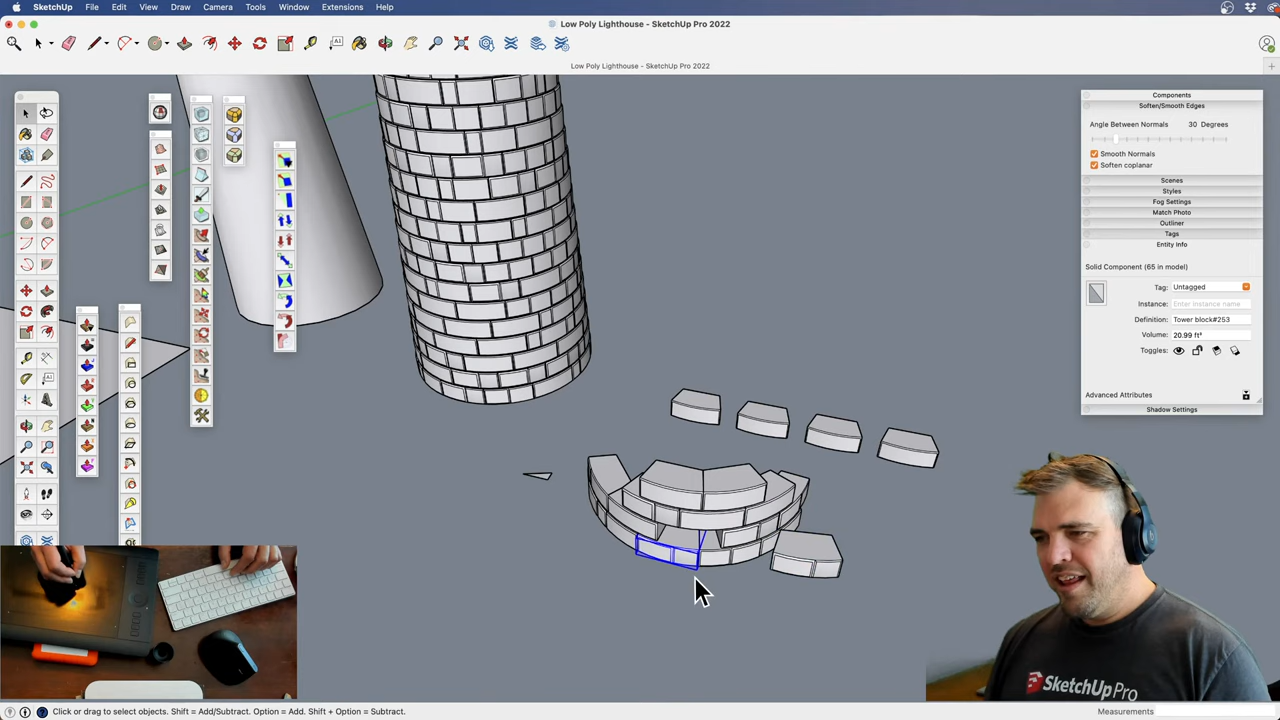 SketchUp File Edit View Draw Camera Tools Window Extensions Help
Low Poly Lighthouse - SketchUp Pro 2022
Low Poly Lighthouse - SketchUp Pro 2022
Components
Soften/Smooth Edges
Angle Between Normals 30 Degrees
Smooth Normals
Soften coplanar
Scenes
Styles
Fog Settings
Match Photo
Outliner
Tags
Entity Info
Solid Component (65 in model)
Tag: Untagged
Instance: Enter instance name
Definition: Tower block#253
Volume: 20.99 ft³
Toggles:
Advanced Attributes
Shadow Settings
SketchUp Pro
Click or drag to select objects. Shift = Add/Subtract. Option = Add. Shift + Option = Subtract.
Measurements